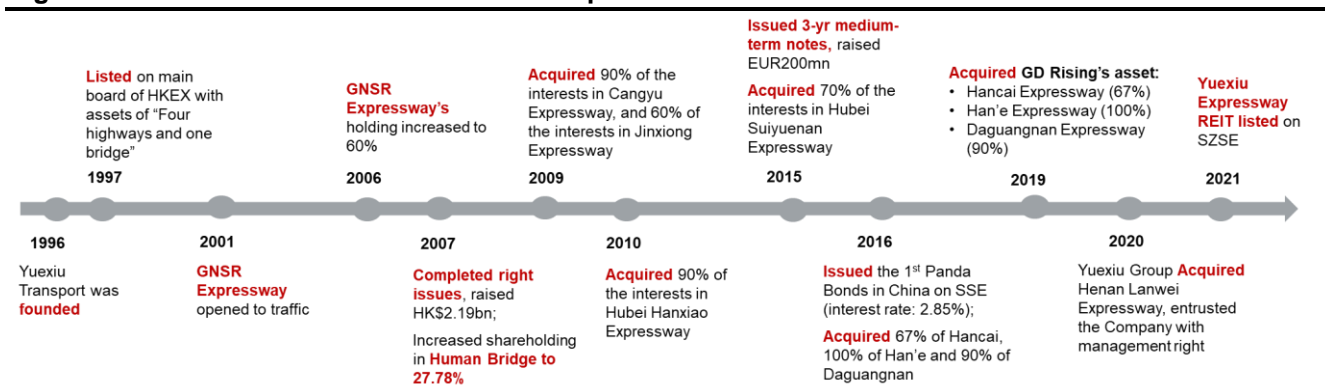 Listed on main
board of HKEX with
assets of “Four
highways and one
bridge”
1997
GNSR
Expressway’s
holding increased to
60%
2006
Acquired 90% of the
interests in Cangyu
Expressway, and 60% of
the interests in Jinxiong
Expressway
2009
Issued 3-yr medium-
term notes, raised
EUR200mn
Acquired 70% of the
interests in Hubei
Suiyuenan
Expressway
2015
Acquired GD Rising’s asset:
• Hancai Expressway (67%)
• Han’e Expressway (100%)
• Daguangnan Expressway
(90%)
2019
Yuexiu
Expressway
REIT listed on
SZSE
2021
1996
Yuexiu
Transport was
founded
2001
GNSR
Expressway
opened to traffic
2007
Completed right
issues, raised
HK$2.19bn;
Increased shareholding
in Human Bridge to
27.78%
2010
Acquired 90% of
the interests in
Hubei Hanxiao
Expressway
2016
Issued the 1st Panda
Bonds in China on SSE
(interest rate: 2.85%);
Acquired 67% of Hancai,
100% of Han’e and 90% of
Daguangnan
2020
Yuexiu Group Acquired
Henan Lanwei
Expressway, entrusted
the Company with
management right